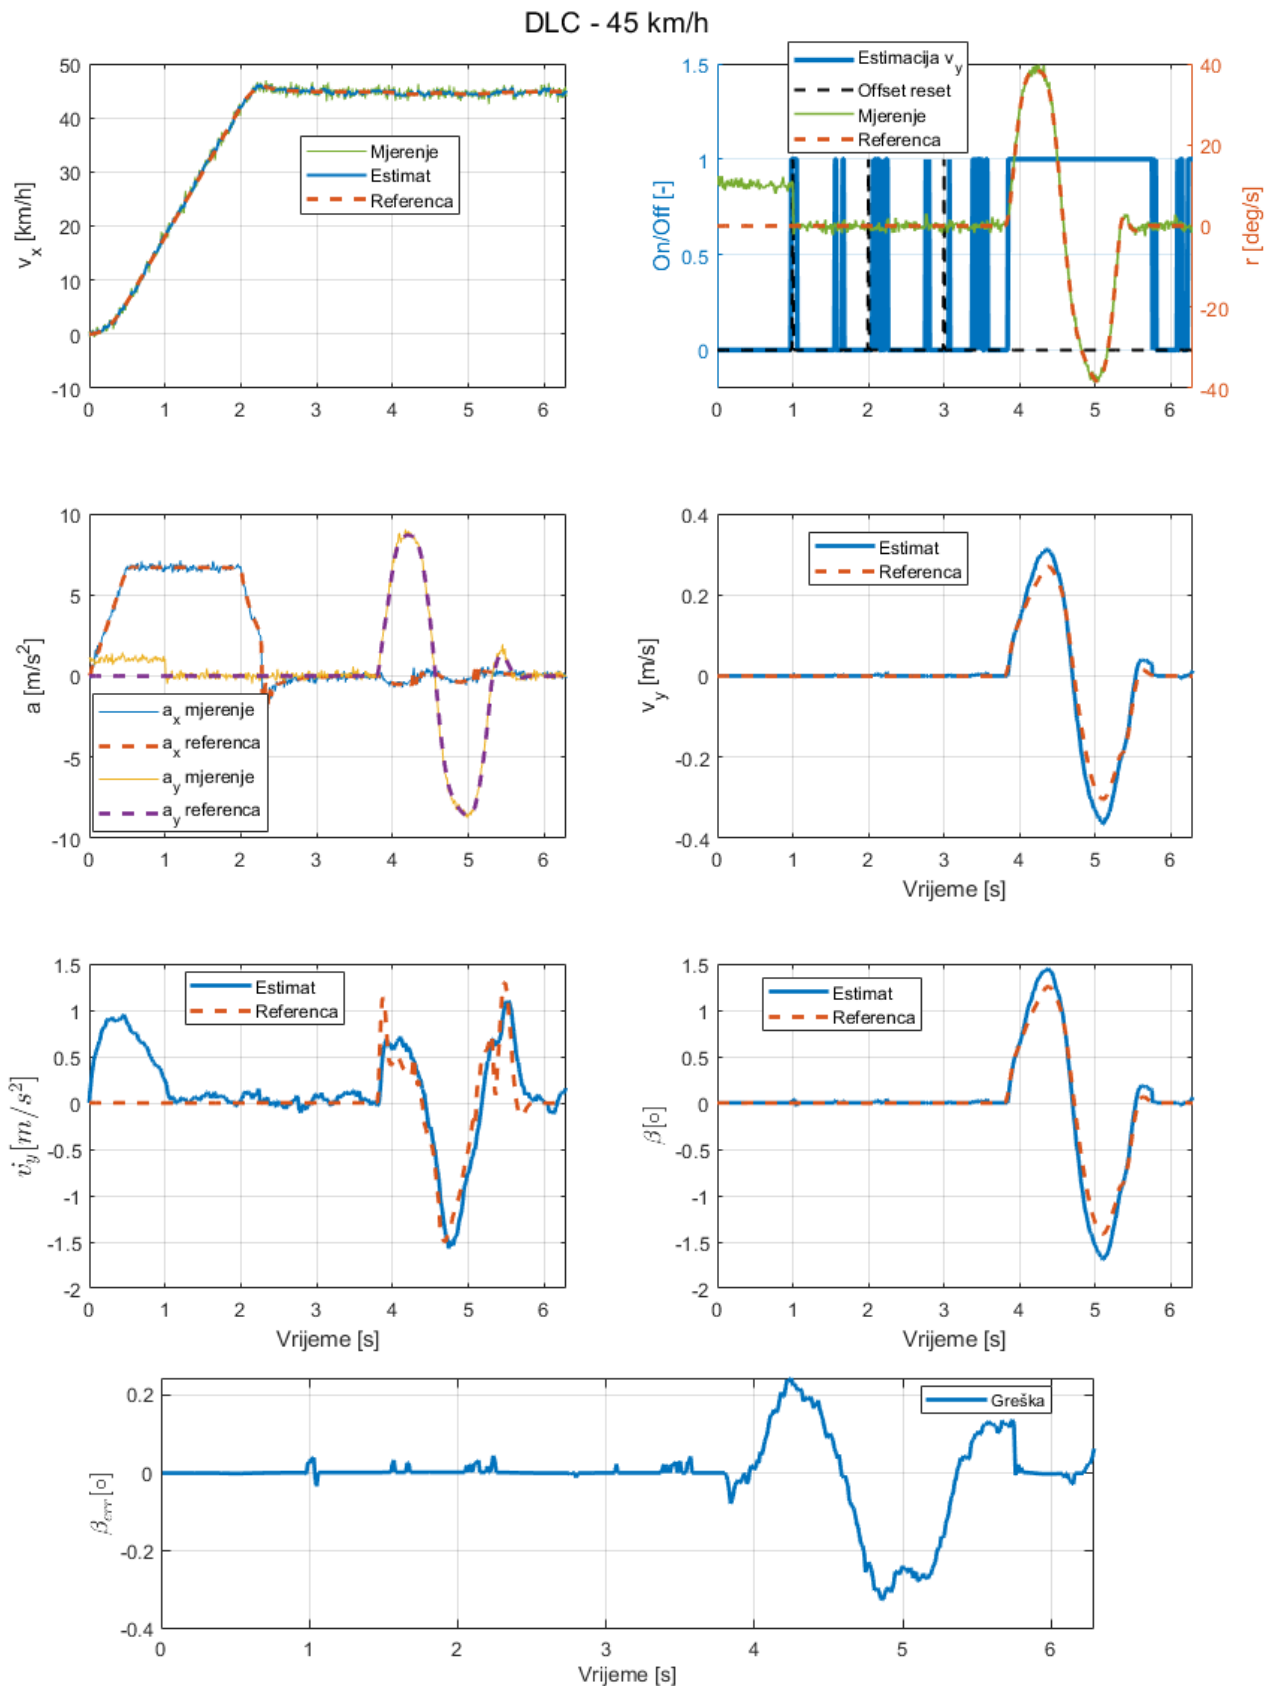 DLC - 45 km/h
50
40
30
20
10
0
-10
v_x [km/h]
Mjerenje
Estimat
Referenca
0 1 2 3 4 5 6
1.5
1
0.5
0
On/Off [-]
Estimacija v_y
Offset reset
Mjerenje
Referenca
40
20
0
-20
-40
r [deg/s]
0 1 2 3 4 5 6
10
5
0
-5
-10
a [m/s²]
a_x mjerenje
a_x referenca
a_y mjerenje
a_y referenca
0 1 2 3 4 5 6
0.4
0.2
0
-0.2
-0.4
v_y [m/s]
Estimat
Referenca
0 1 2 3 4 5 6
Vrijeme [s]
1.5
1
0.5
0
-0.5
-1
-1.5
-2
v̇_y[m/s²]
Estimat
Referenca
0 1 2 3 4 5 6
Vrijeme [s]
1.5
1
0.5
0
-0.5
-1
-1.5
-2
β[○]
Estimat
Referenca
0 1 2 3 4 5 6
Vrijeme [s]
0.2
0
-0.2
-0.4
β_err[○]
Greška
0 1 2 3 4 5 6
Vrijeme [s]